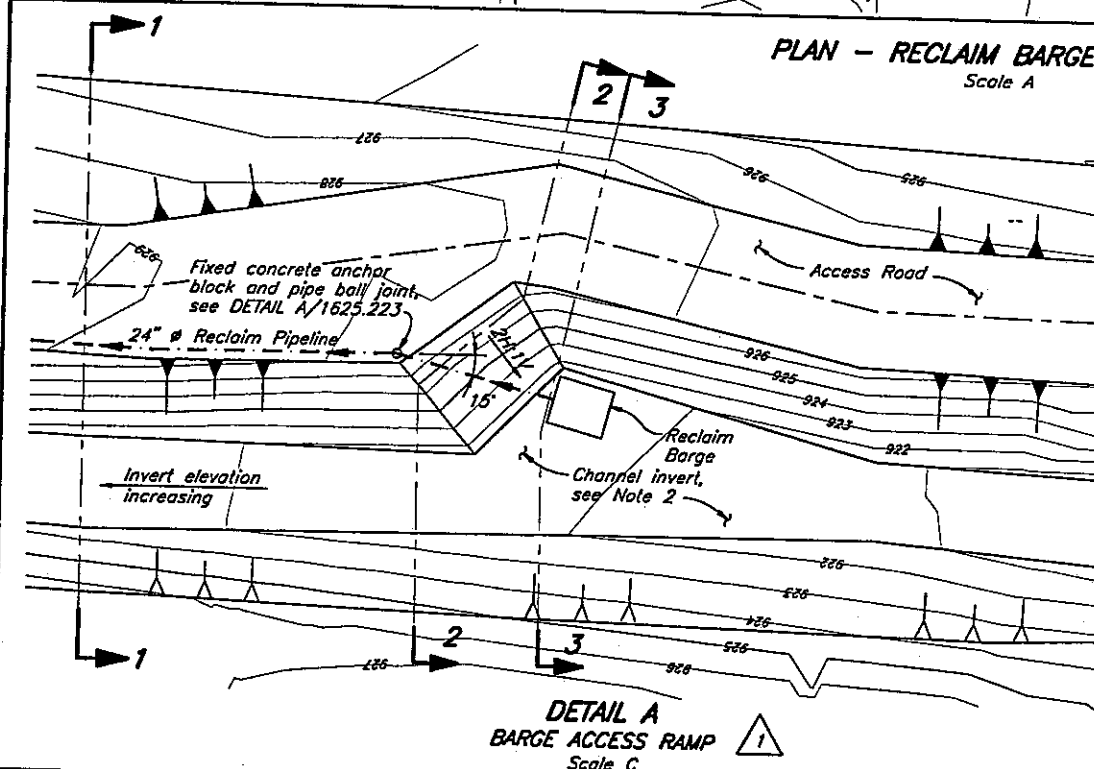 1
PLAN - RECLAIM BARGE
Scale A
2
3
927
926
925
928
929
Fixed concrete anchor
block and pipe ball joint,
see DETAIL A/1625.223
Access Road
24" ø Reclaim Pipeline
2H:1V
15°
926
925
924
923
922
Reclaim
Barge
Channel invert,
see Note 2
Invert elevation
increasing
922
923
924
925
926
927
1
2
3
DETAIL A
BARGE ACCESS RAMP
1
Scale C